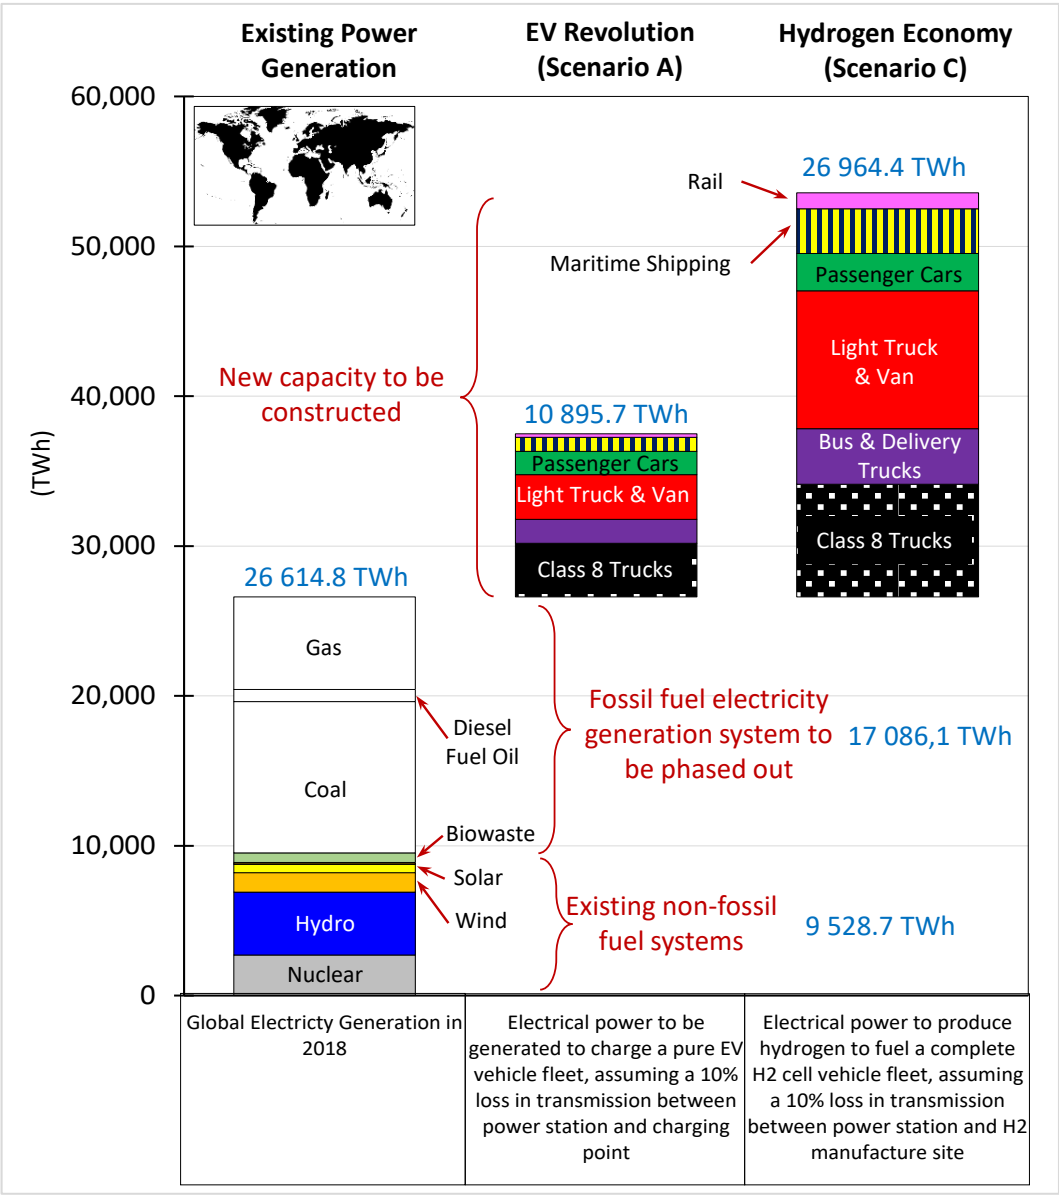 Existing Power
Generation
EV Revolution
(Scenario A)
Hydrogen Economy
(Scenario C)
60,000
50,000
40,000
30,000
20,000
10,000
0
(TWh)
26 964.4 TWh
Rail
Maritime Shipping
Passenger Cars
Light Truck
& Van
Bus & Delivery
Trucks
Class 8 Trucks
New capacity to be
constructed
10 895.7 TWh
Passenger Cars
Light Truck & Van
Class 8 Trucks
26 614.8 TWh
Gas
Diesel
Fuel Oil
Coal
Biowaste
Solar
Wind
Hydro
Nuclear
Fossil fuel electricity
generation system to
be phased out
17 086,1 TWh
Existing non-fossil
fuel systems
9 528.7 TWh
Global Electricty Generation in
2018
Electrical power to be
generated to charge a pure EV
vehicle fleet, assuming a 10%
loss in transmission between
power station and charging
point
Electrical power to produce
hydrogen to fuel a complete
H2 cell vehicle fleet, assuming
a 10% loss in transmission
between power station and H2
manufacture site